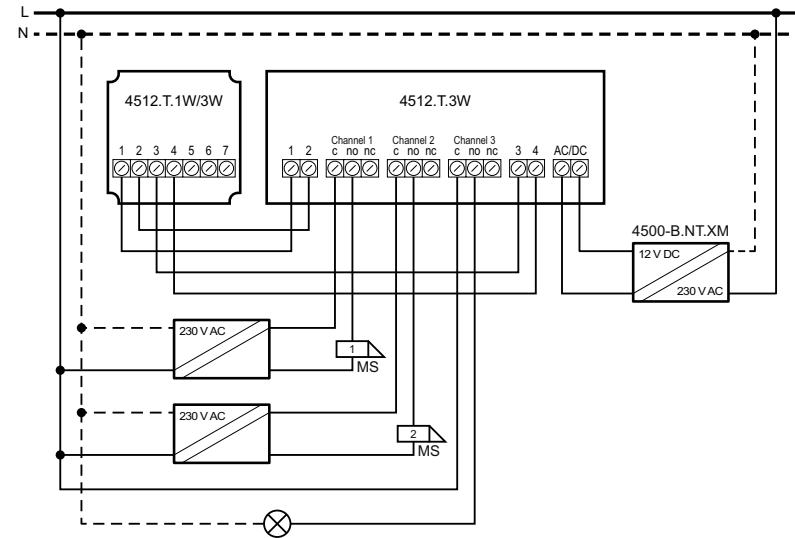 L
N
4512.T.1W/3W
4512.T.3W
1 2 3 4 5 6 7
1 2
Channel 1
c no nc
Channel 2
c no nc
Channel 3
c no nc
3 4
AC/DC
4500-B.NT.XM
12 V DC
230 V AC
230 V AC
1
MS
230 V AC
2
MS